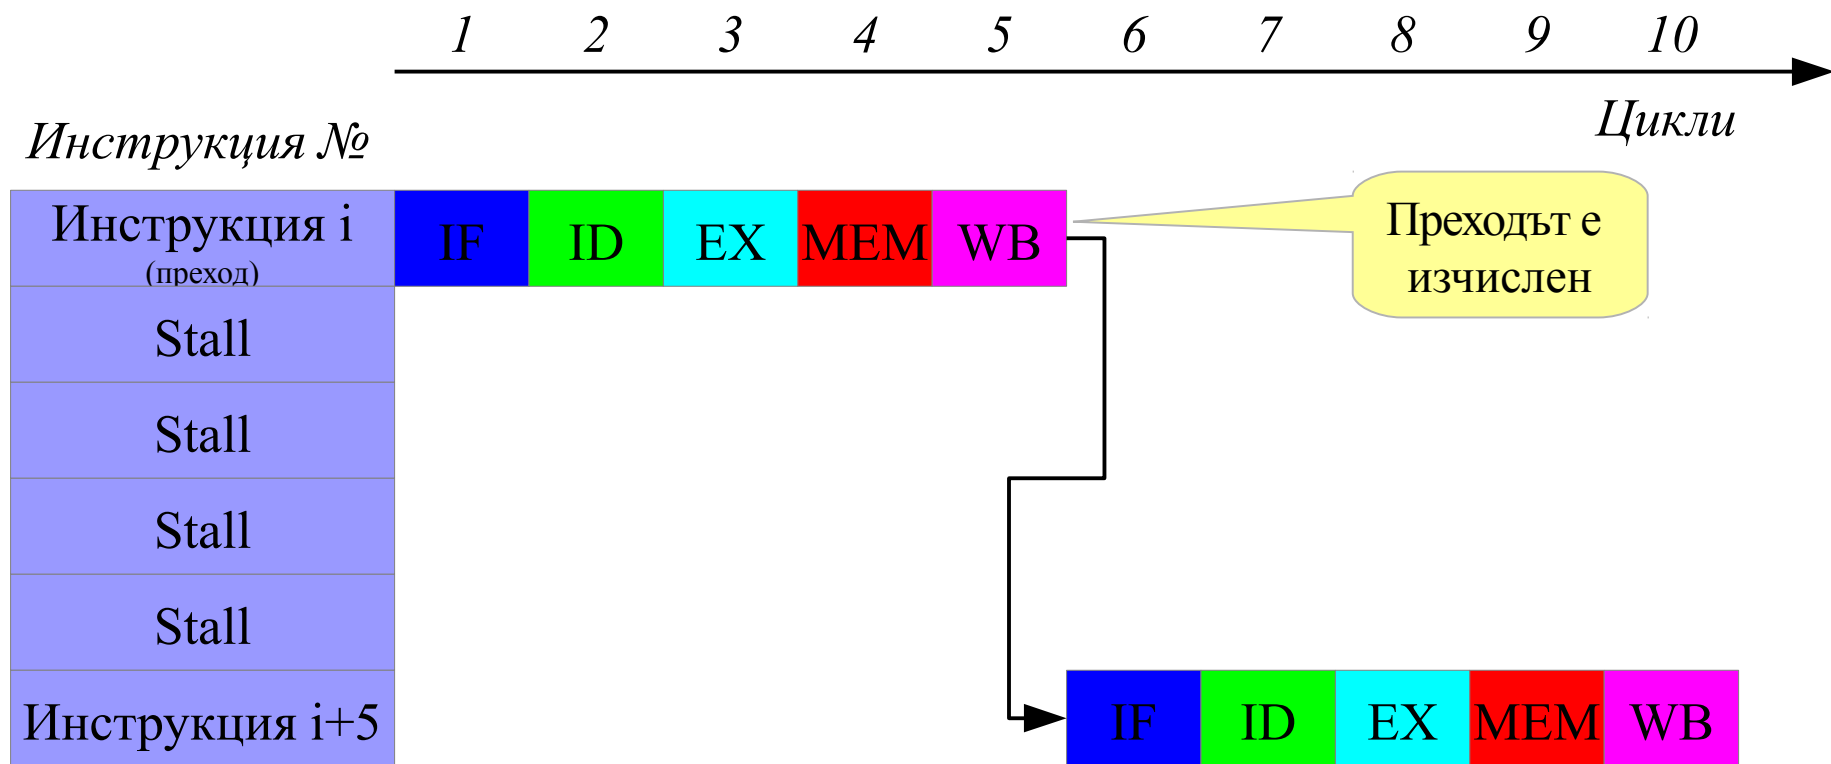 1 2 3 4 5 6 7 8 9 10
Цикли
Инструкция №
Инструкция i IF ID EX MEM WB
(преход)
Преходът е
изчислен
Stall
Stall
Stall
Stall
Инструкция i+5 IF ID EX MEM WB